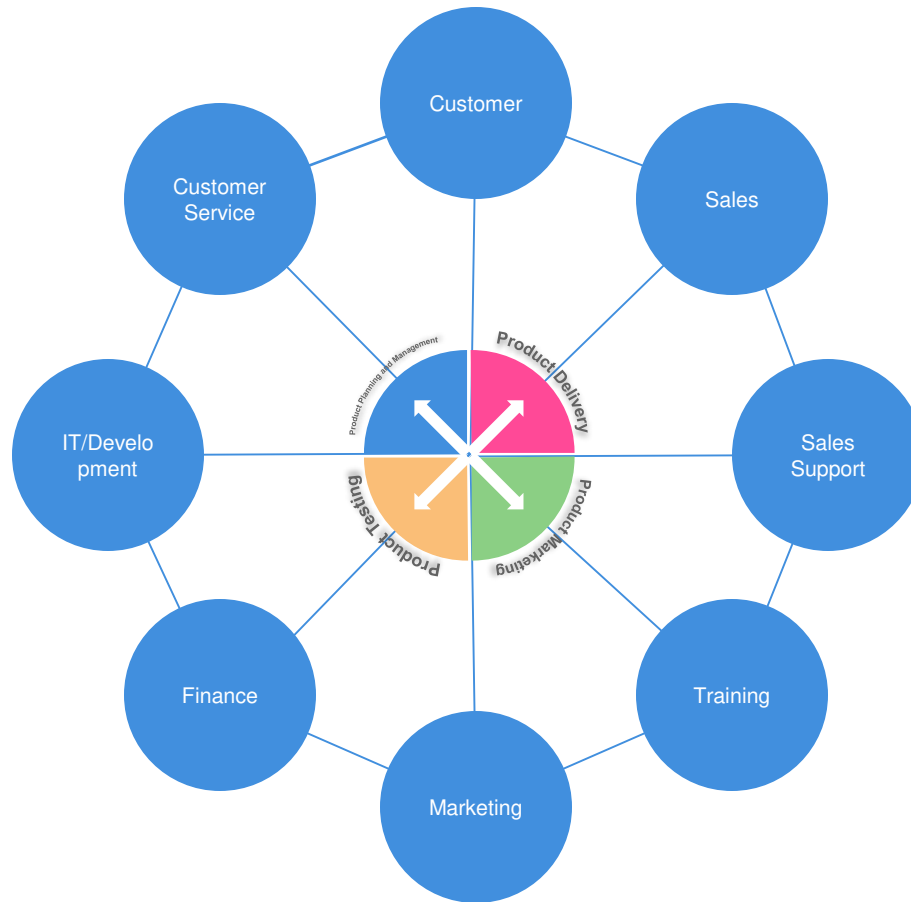 Customer
Customer
Service
Sales
Product Planning and Management
Product Delivery
IT/Develo
pment
Sales
Support
Product Testing
Product Marketing
Finance
Training
Marketing